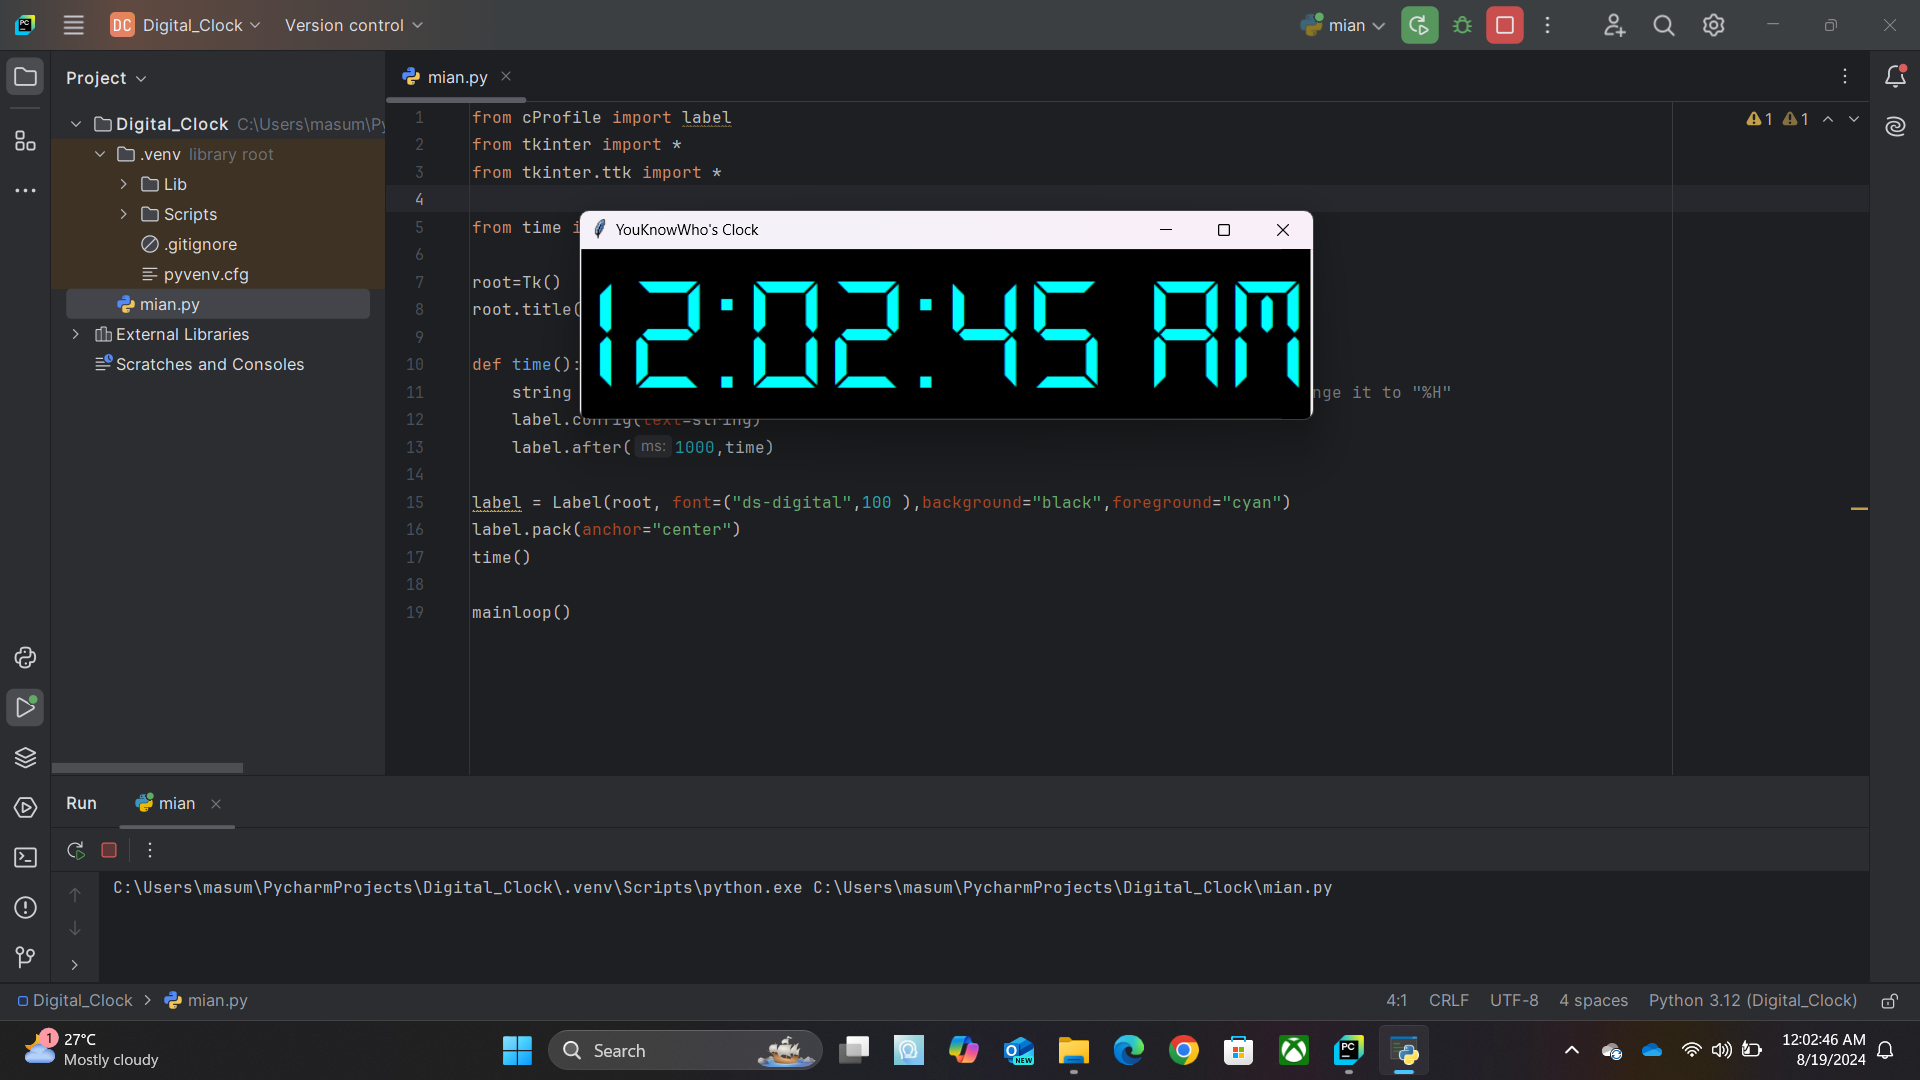 DC Digital_Clock Version control mian
Project
mian.py
Digital_Clock C:\Users\masum\Py
.venv library root
Lib
Scripts
.gitignore
pyvenv.cfg
mian.py
External Libraries
Scratches and Consoles
1 1
1 from cProfile import label
2 from tkinter import *
3 from tkinter.ttk import *
4
5 from time i
6
7 root=Tk()
8 root.title(
9
10 def time():
11 string nge it to "%H"
12 label.config(text=string)
13 label.after( ms: 1000,time)
14
15 label = Label(root, font=("ds-digital",100 ),background="black",foreground="cyan")
16 label.pack(anchor="center")
17 time()
18
19 mainloop()
YouKnowWho's Clock
12:02:45 AM
Run mian
C:\Users\masum\PycharmProjects\Digital_Clock\.venv\Scripts\python.exe C:\Users\masum\PycharmProjects\Digital_Clock\mian.py
Digital_Clock > mian.py 4:1 CRLF UTF-8 4 spaces Python 3.12 (Digital_Clock)
1
27°C
Mostly cloudy
Search
NEW
PC
12:02:46 AM
8/19/2024